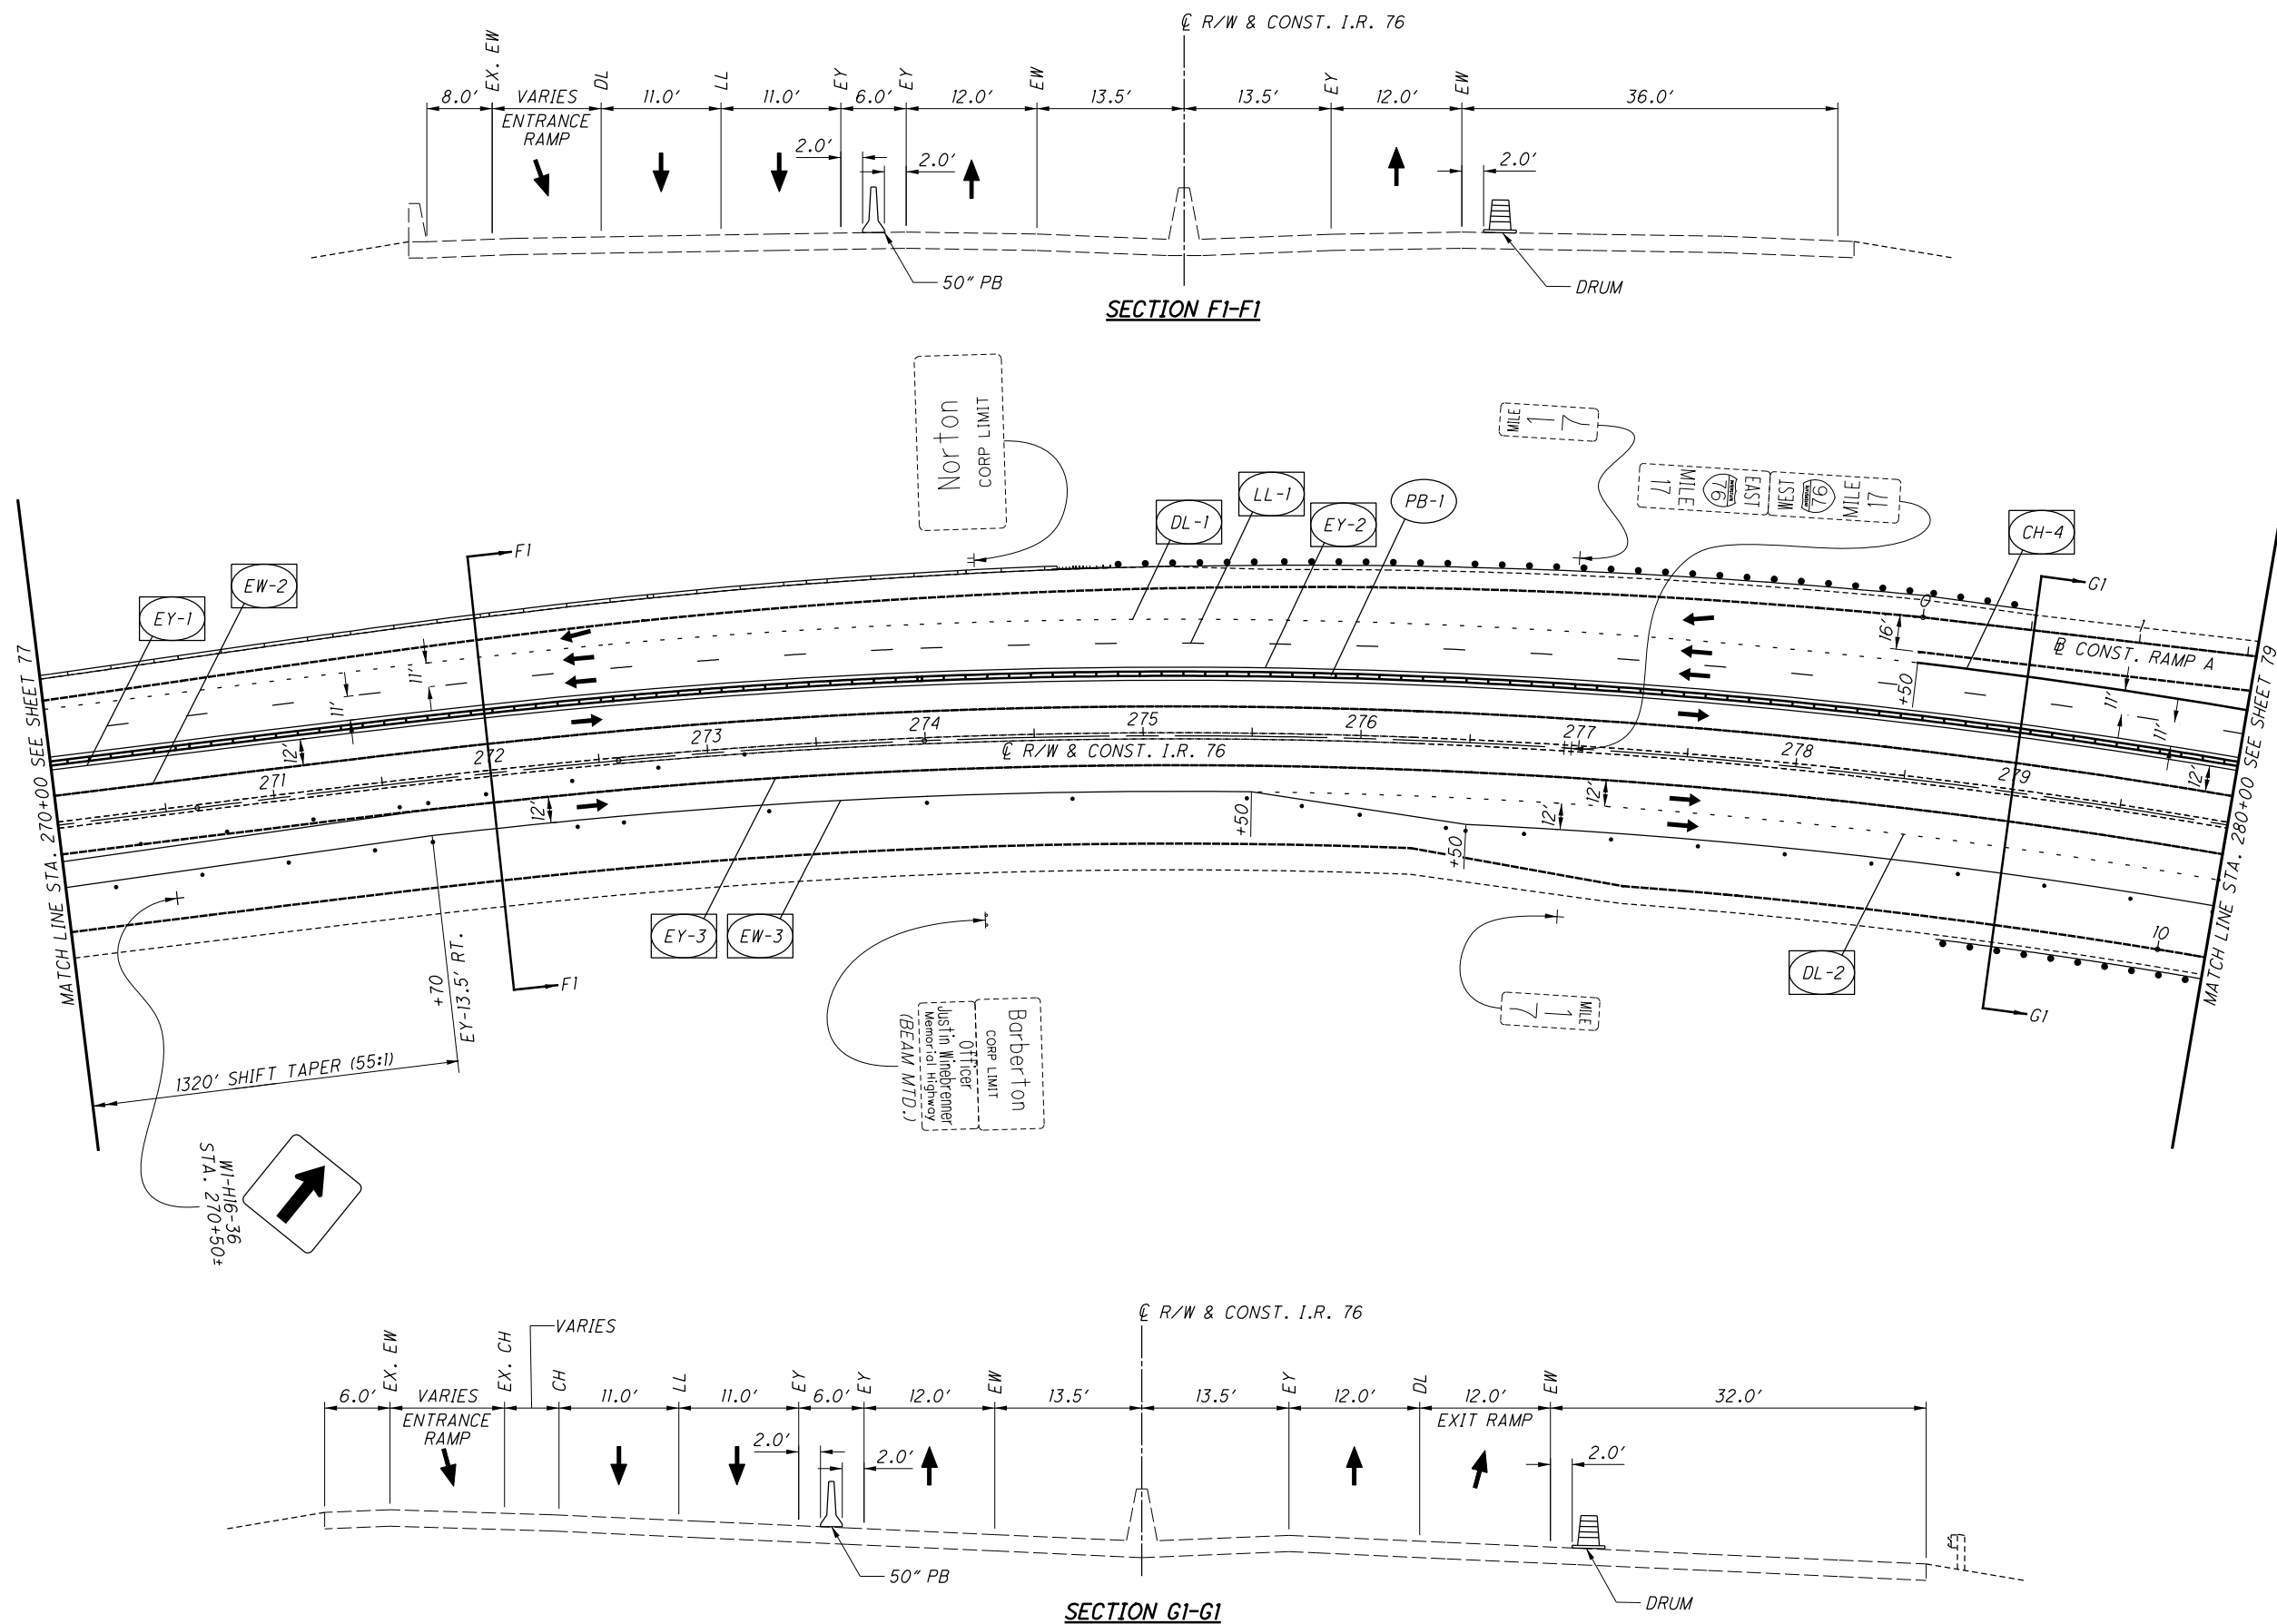 ℄ R/W & CONST. I.R. 76
8.0'
EX. EW
VARIES
ENTRANCE
RAMP
DL
11.0'
LL
11.0'
EY
6.0'
EY
12.0'
EW
13.5'
13.5'
EY
12.0'
EW
36.0'
2.0'
2.0'
2.0'
50" PB
DRUM
SECTION F1-F1
Norton
CORP LIMIT
MILE
1
7
MILE
17
76
EAST
WEST
76
MILE
17
DL-1
LL-1
EY-2
PB-1
CH-4
EY-1
EW-2
F1
G1
MATCH LINE STA. 270+00 SEE SHEET 77
MATCH LINE STA. 280+00 SEE SHEET 79
11'
11'
12'
12'
16'
0
1
℄ CONST. RAMP A
+50
11'
11'
12'
271
272
273
274
275
276
277
278
279
℄ R/W & CONST. I.R. 76
12'
12'
+50
+50
10
EY-3
EW-3
DL-2
F1
G1
+70
EY-13.5' RT.
1320' SHIFT TAPER (55:1)
Barberton
CORP LIMIT
Officer
Justin Winebrenner
Memorial Highway
(BEAM MTD.)
MILE
1
7
W1-H16-36
STA. 270+50±
℄ R/W & CONST. I.R. 76
6.0'
EX. EW
VARIES
ENTRANCE
RAMP
EX. CH
VARIES
CH
11.0'
LL
11.0'
EY
6.0'
EY
12.0'
EW
13.5'
13.5'
EY
12.0'
DL
12.0'
EXIT RAMP
EW
32.0'
2.0'
2.0'
2.0'
50" PB
DRUM
SECTION G1-G1